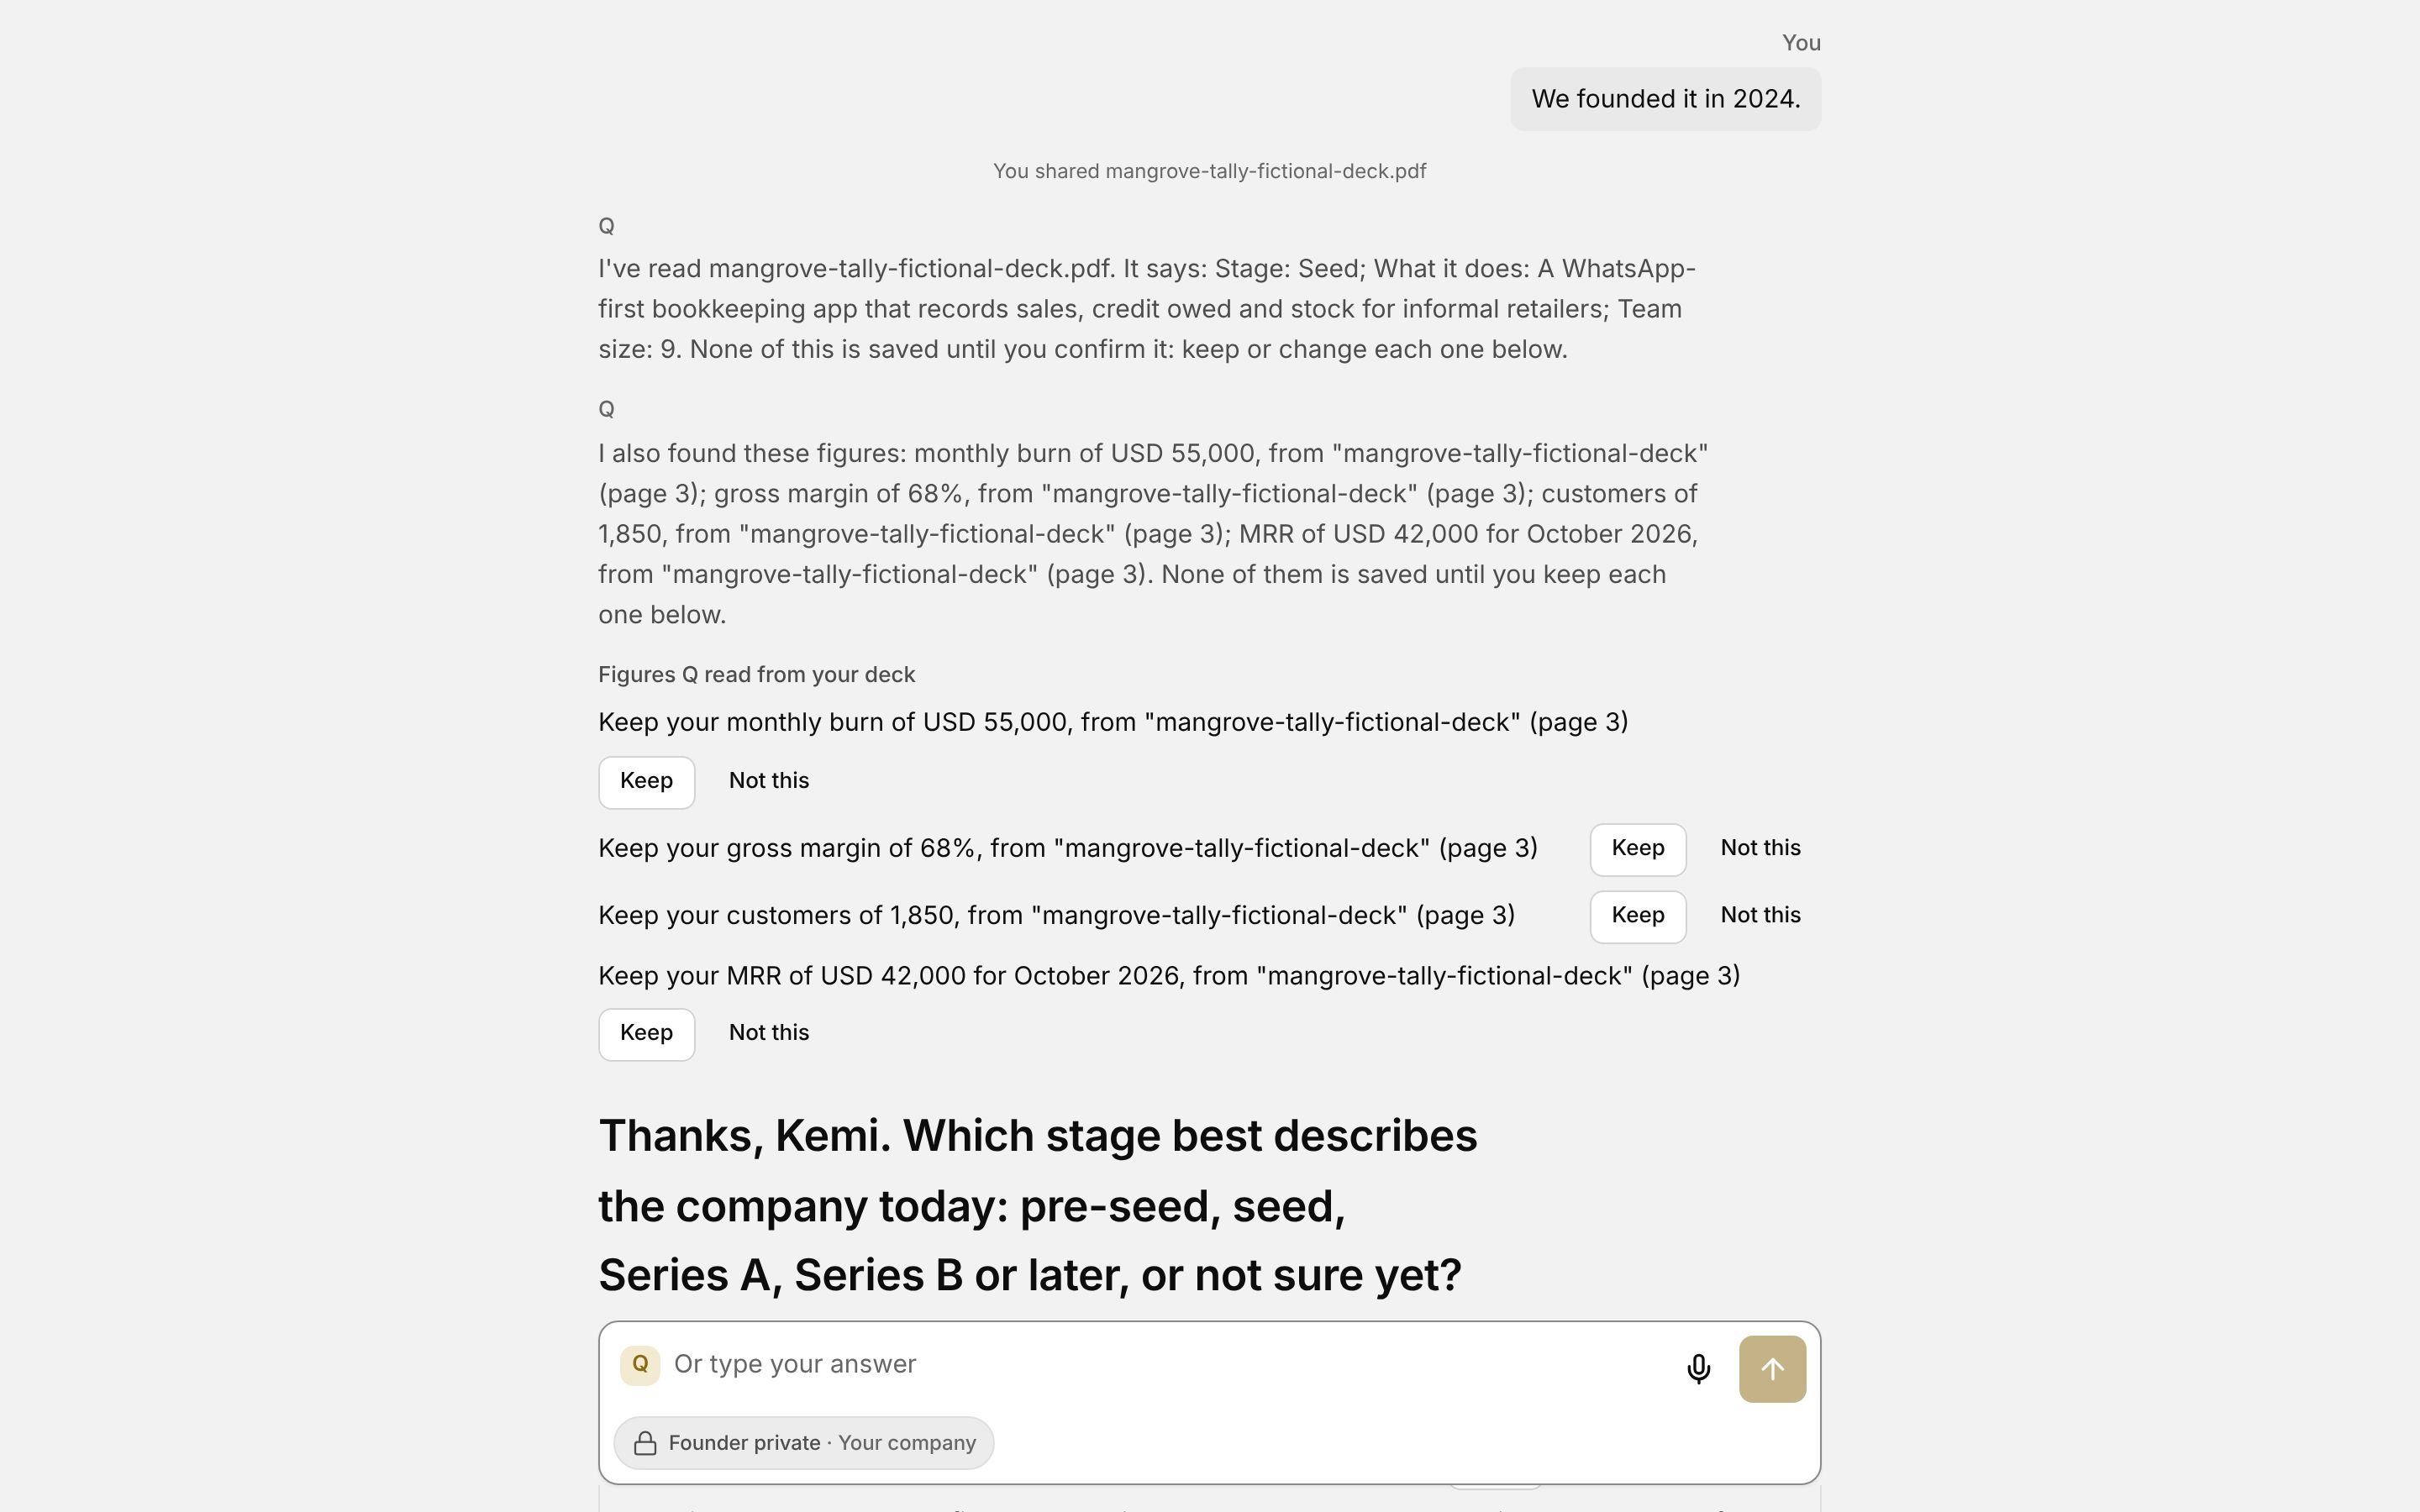 You
We founded it in 2024.
You shared mangrove-tally-fictional-deck.pdf
Q
I've read mangrove-tally-fictional-deck.pdf. It says: Stage: Seed; What it does: A WhatsApp-
first bookkeeping app that records sales, credit owed and stock for informal retailers; Team
size: 9. None of this is saved until you confirm it: keep or change each one below.
Q
I also found these figures: monthly burn of USD 55,000, from "mangrove-tally-fictional-deck"
(page 3); gross margin of 68%, from "mangrove-tally-fictional-deck" (page 3); customers of
1,850, from "mangrove-tally-fictional-deck" (page 3); MRR of USD 42,000 for October 2026,
from "mangrove-tally-fictional-deck" (page 3). None of them is saved until you keep each
one below.
Figures Q read from your deck
Keep your monthly burn of USD 55,000, from "mangrove-tally-fictional-deck" (page 3)
Keep Not this
Keep your gross margin of 68%, from "mangrove-tally-fictional-deck" (page 3) Keep Not this
Keep your customers of 1,850, from "mangrove-tally-fictional-deck" (page 3) Keep Not this
Keep your MRR of USD 42,000 for October 2026, from "mangrove-tally-fictional-deck" (page 3)
Keep Not this
Thanks, Kemi. Which stage best describes
the company today: pre-seed, seed,
Series A, Series B or later, or not sure yet?
Q Or type your answer
Founder private · Your company